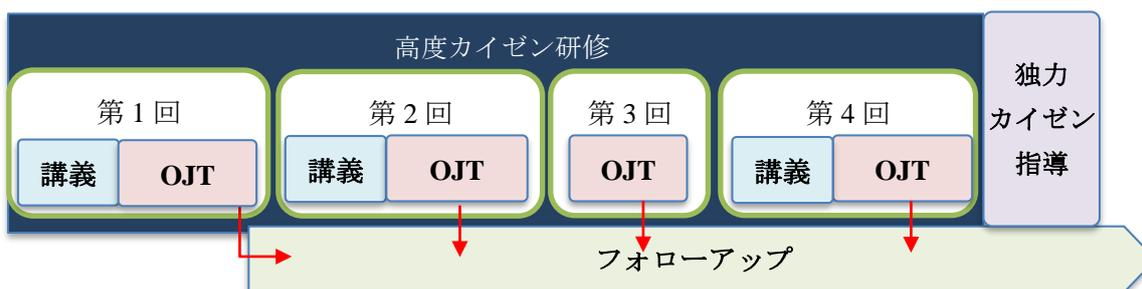 高度カイゼン研修
第 1 回
講義
OJT
第 2 回
講義
OJT
第 3 回
OJT
第 4 回
講義
OJT
独力
カイゼン
指導
フォローアップ